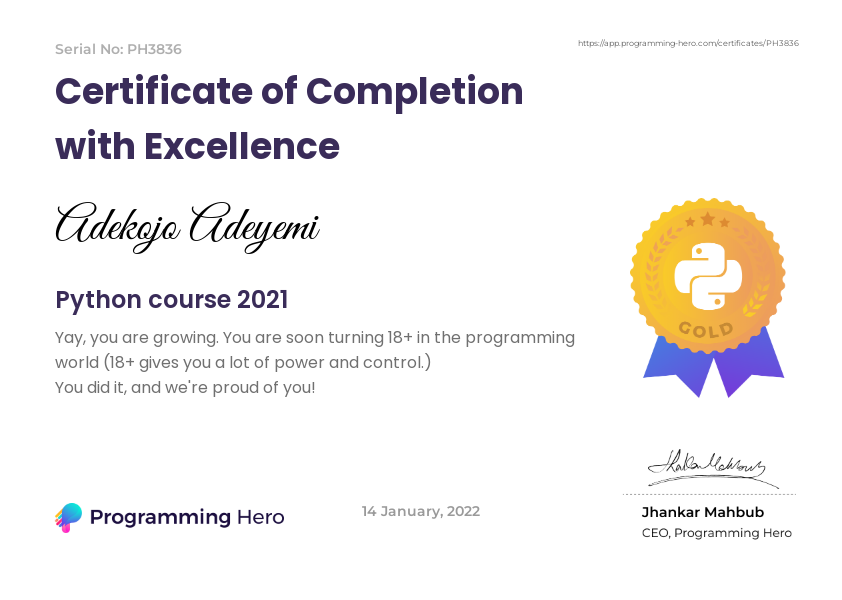 Serial No: PH3836
https://app.programming-hero.com/certificates/PH3836
Certificate of Completion
with Excellence
Adekojo Adeyemi
Python course 2021
Yay, you are growing. You are soon turning 18+ in the programming
world (18+ gives you a lot of power and control.)
You did it, and we're proud of you!
GOLD
Programming Hero
14 January, 2022
Jhankar Mahbub
Jhankar Mahbub
CEO, Programming Hero